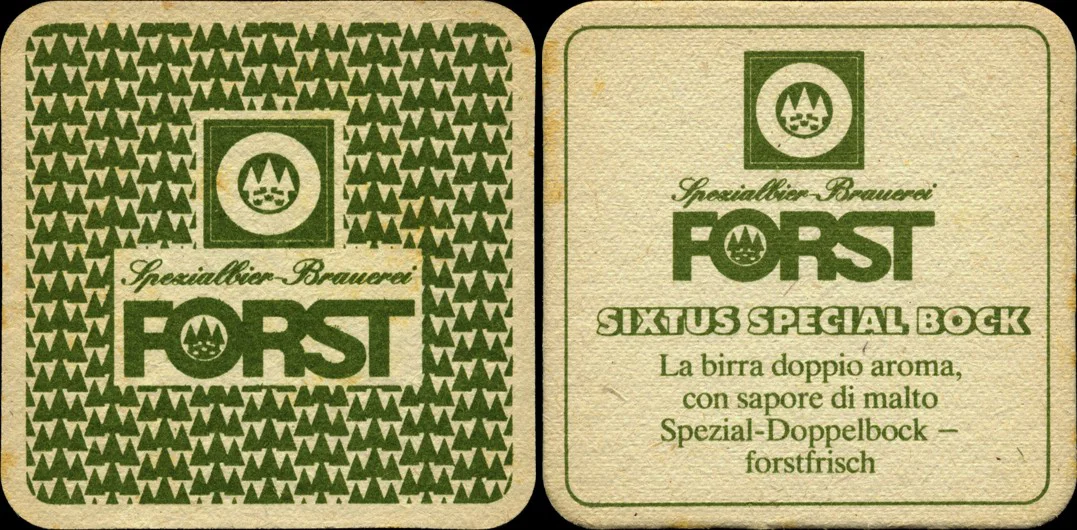 Spezialbier-Brauerei
FORST
Spezialbier-Brauerei
FORST
SIXTUS SPECIAL BOCK
La birra doppio aroma,
con sapore di malto
Spezial-Doppelbock –
forstfrisch